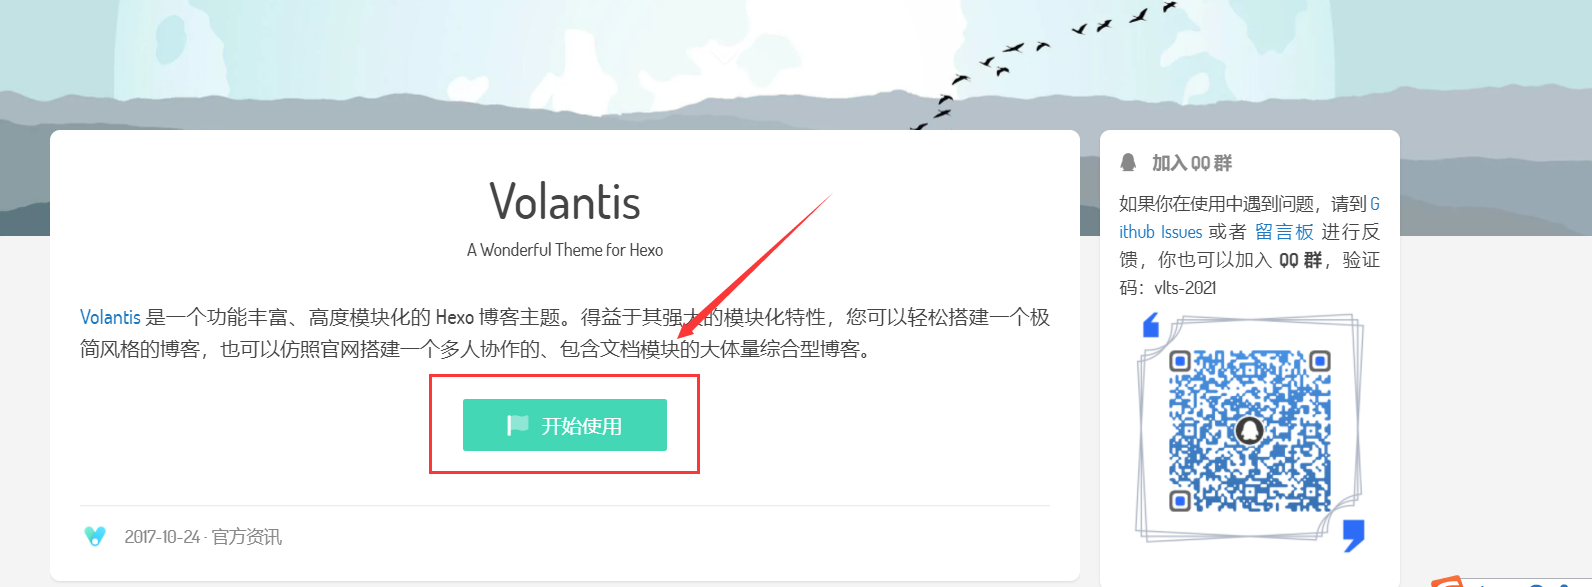 Volantis
A Wonderful Theme for Hexo
Volantis 是一个功能丰富、高度模块化的 Hexo 博客主题。得益于其强大的模块化特性，您可以轻松搭建一个极
简风格的博客，也可以仿照官网搭建一个多人协作的、包含文档模块的大体量综合型博客。
开始使用
2017-10-24 · 官方资讯
加入 QQ 群
如果你在使用中遇到问题，请到 G
ithub Issues 或者 留言板 进行反
馈，你也可以加入 QQ 群，验证
码：vlts-2021